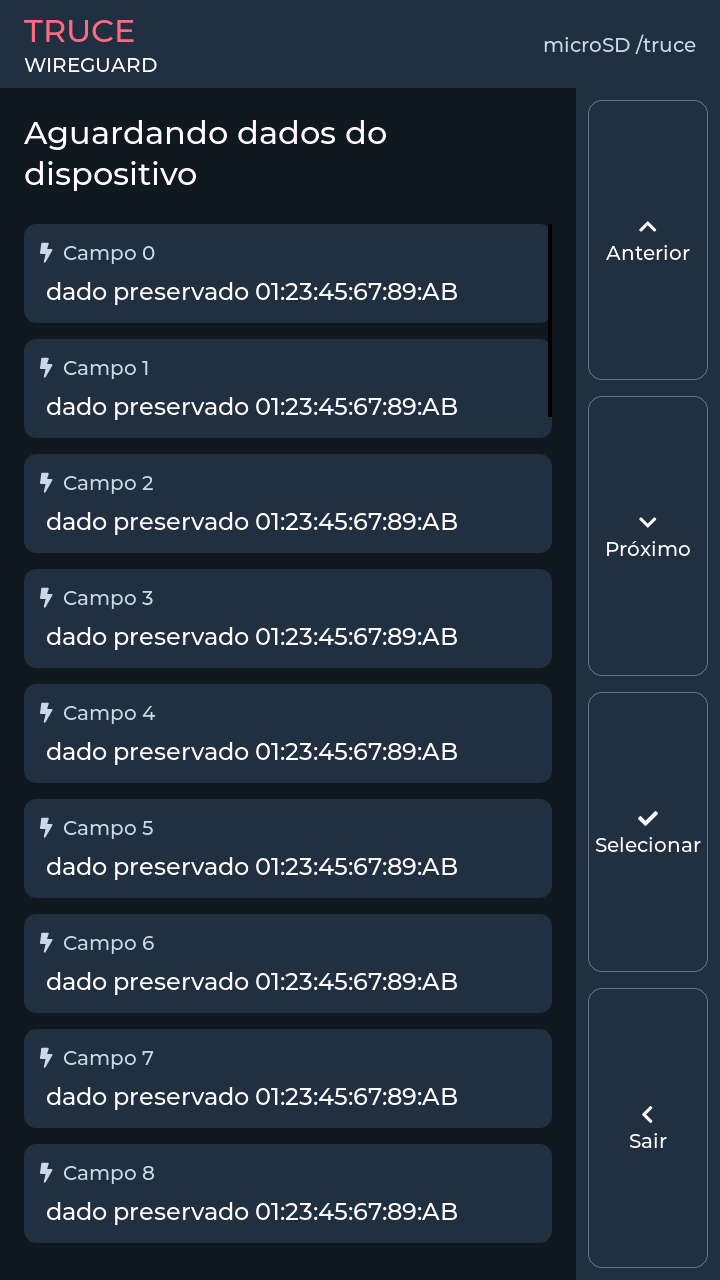 TRUCE
WIREGUARD
microSD /truce
Aguardando dados do
dispositivo
Campo 0
dado preservado 01:23:45:67:89:AB
Campo 1
dado preservado 01:23:45:67:89:AB
Campo 2
dado preservado 01:23:45:67:89:AB
Campo 3
dado preservado 01:23:45:67:89:AB
Campo 4
dado preservado 01:23:45:67:89:AB
Campo 5
dado preservado 01:23:45:67:89:AB
Campo 6
dado preservado 01:23:45:67:89:AB
Campo 7
dado preservado 01:23:45:67:89:AB
Campo 8
dado preservado 01:23:45:67:89:AB
Anterior
Próximo
Selecionar
Sair